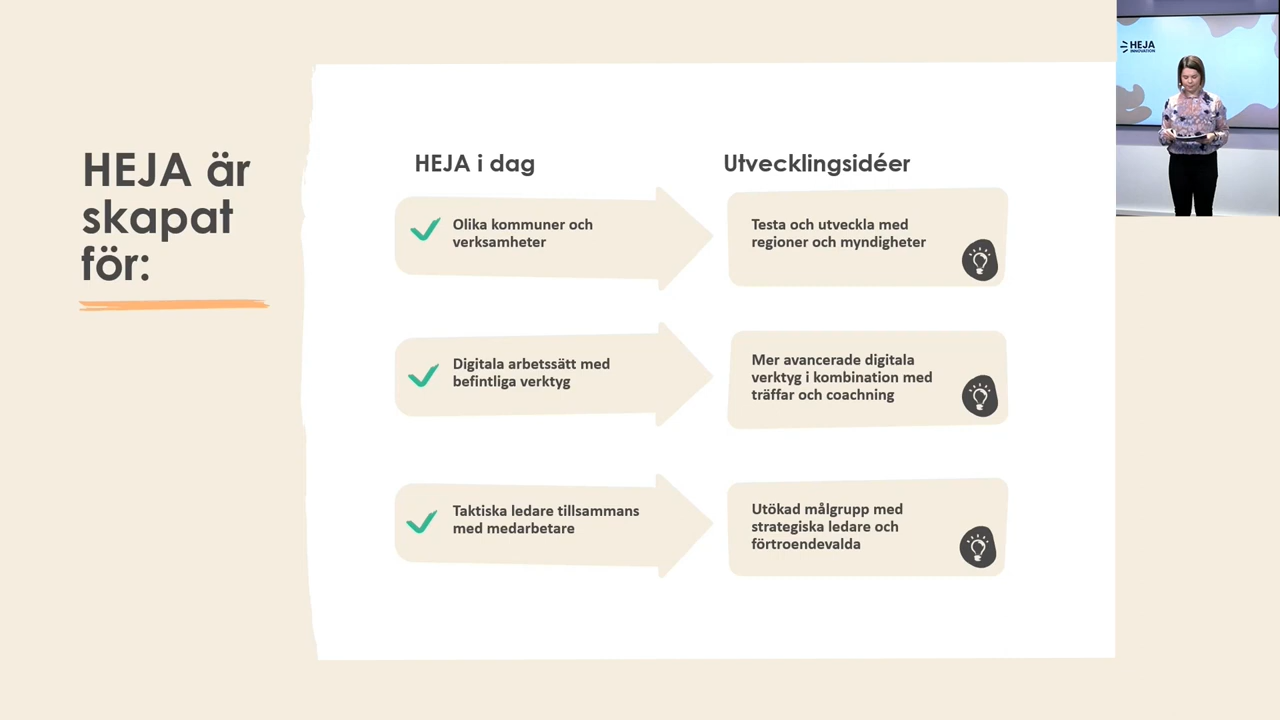 HEJA är
skapat
för:
HEJA i dag
Utvecklingsidéer
Olika kommuner och
verksamheter
Testa och utveckla med
regioner och myndigheter
Digitala arbetssätt med
befintliga verktyg
Mer avancerade digitala
verktyg i kombination med
träffar och coachning
Taktiska ledare tillsammans
med medarbetare
Utökad målgrupp med
strategiska ledare och
förtroendevalda
HEJA
INNOVATION